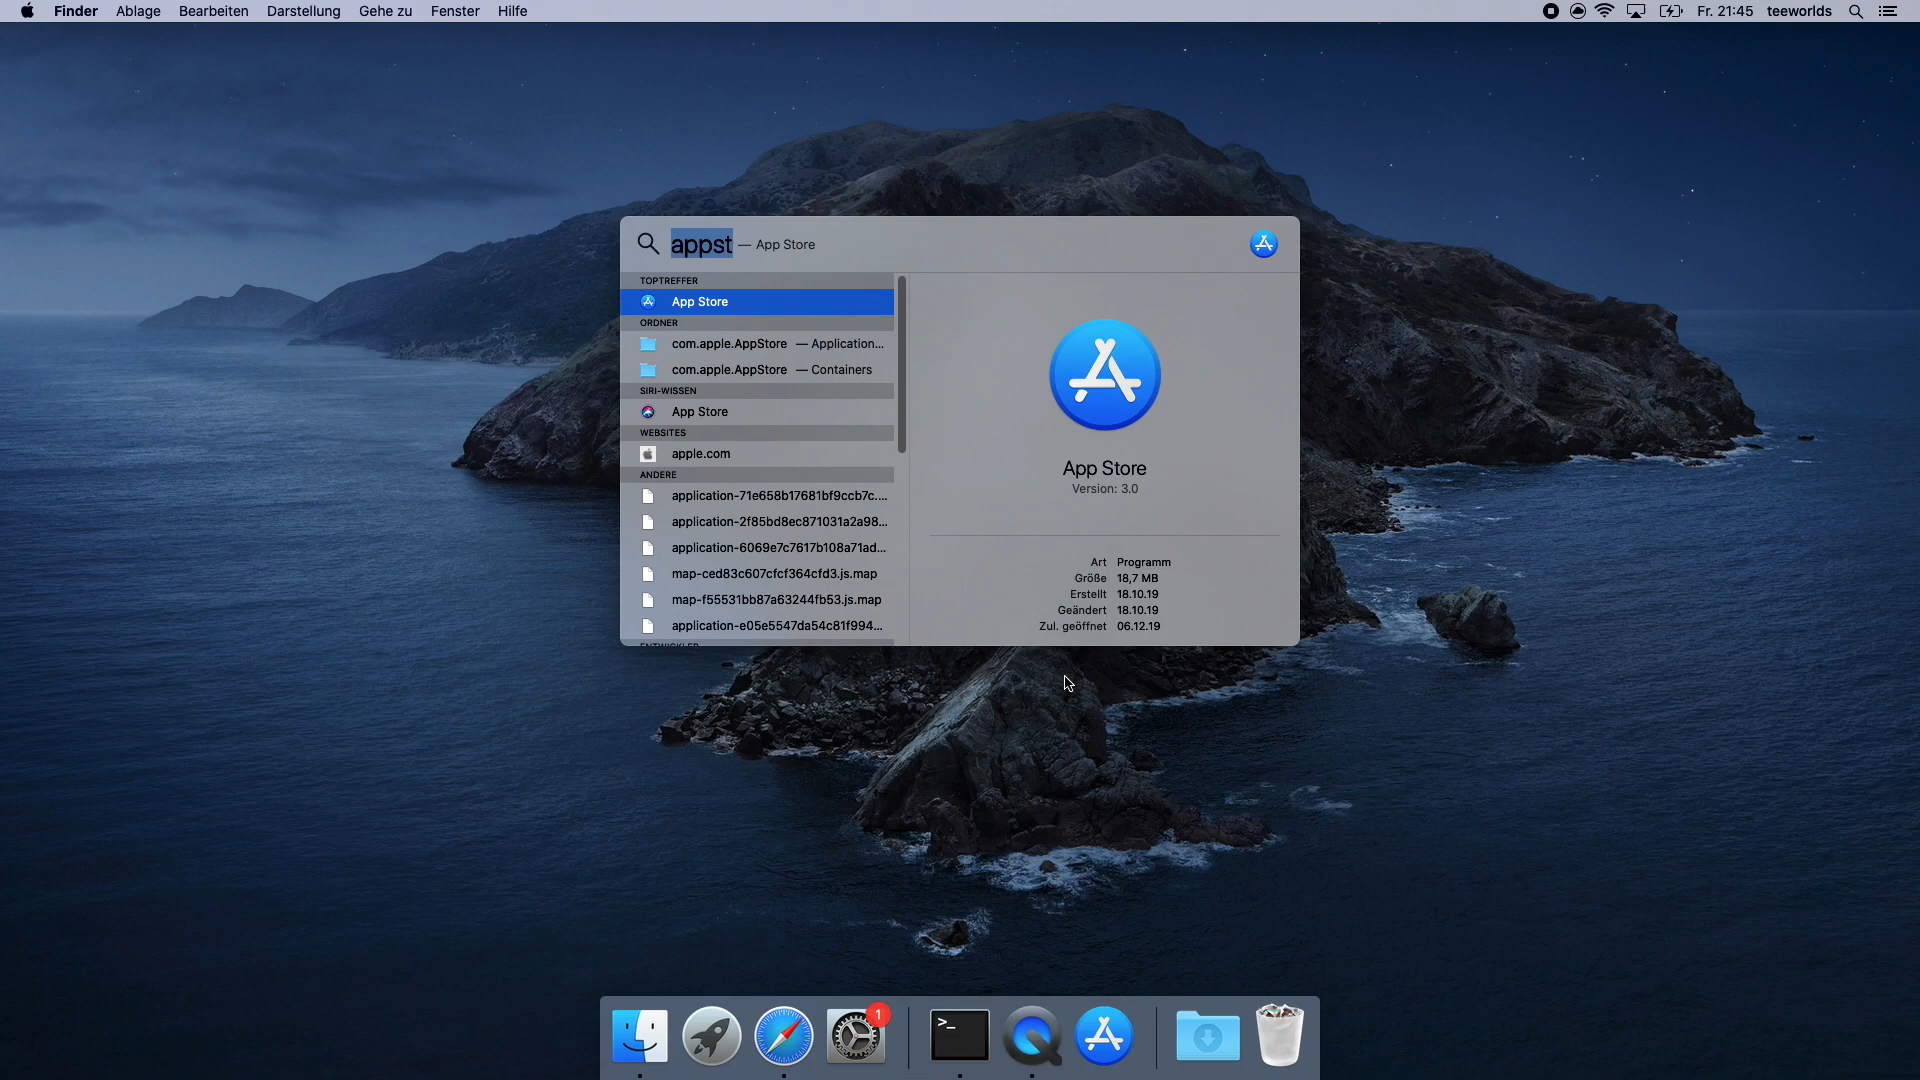 Finder Ablage Bearbeiten Darstellung Gehe zu Fenster Hilfe
Fr. 21:45 teeworlds
appst — App Store
TOPTREFFER
App Store
ORDNER
com.apple.AppStore — Application...
com.apple.AppStore — Containers
SIRI-WISSEN
App Store
WEBSITES
apple.com
ANDERE
application-71e658b17681bf9ccb7c....
application-2f85bd8ec871031a2a98...
application-6069e7c7617b108a71ad...
map-ced83c607cfcf364cfd3.js.map
map-f55531bb87a63244fb53.js.map
application-e05e5547da54c81f994...
ENTWICKLER
App Store
Version: 3.0
Art Programm
Größe 18,7 MB
Erstellt 18.10.19
Geändert 18.10.19
Zul. geöffnet 06.12.19
1
>_